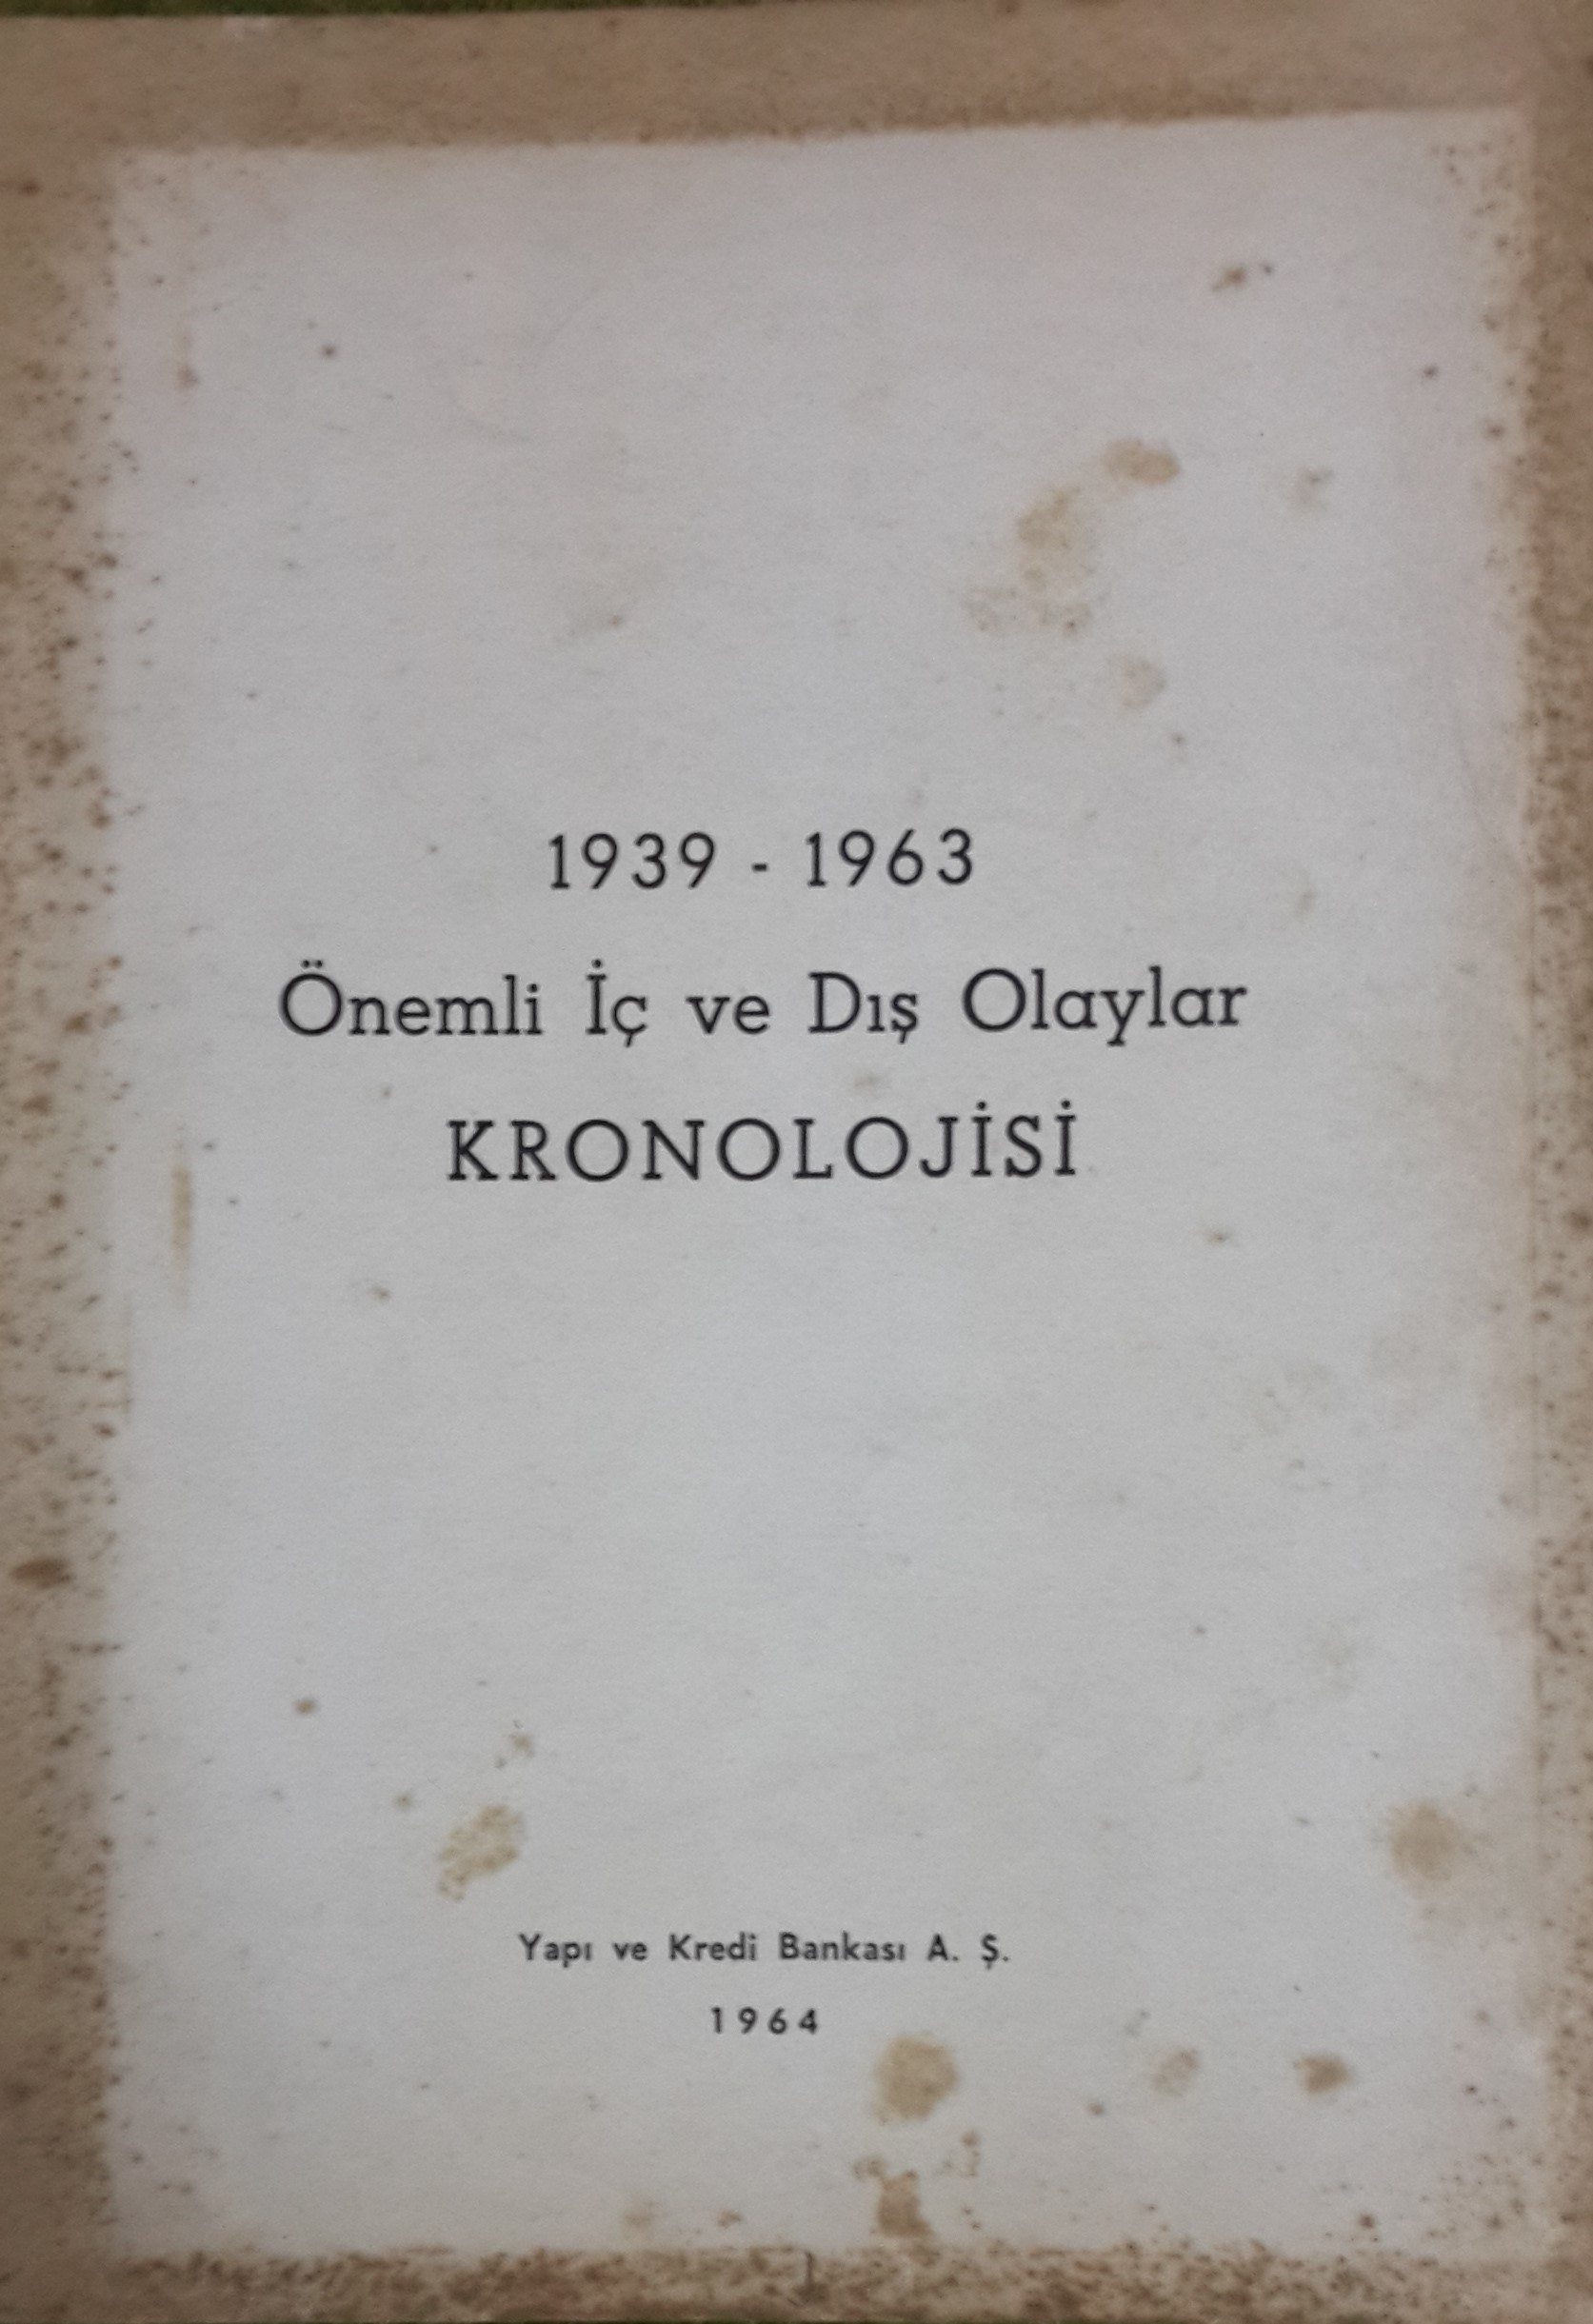 1939 - 1963
Önemli İç ve Dış Olaylar
KRONOLOJİSİ
Yapı ve Kredi Bankası A. Ş.
1964